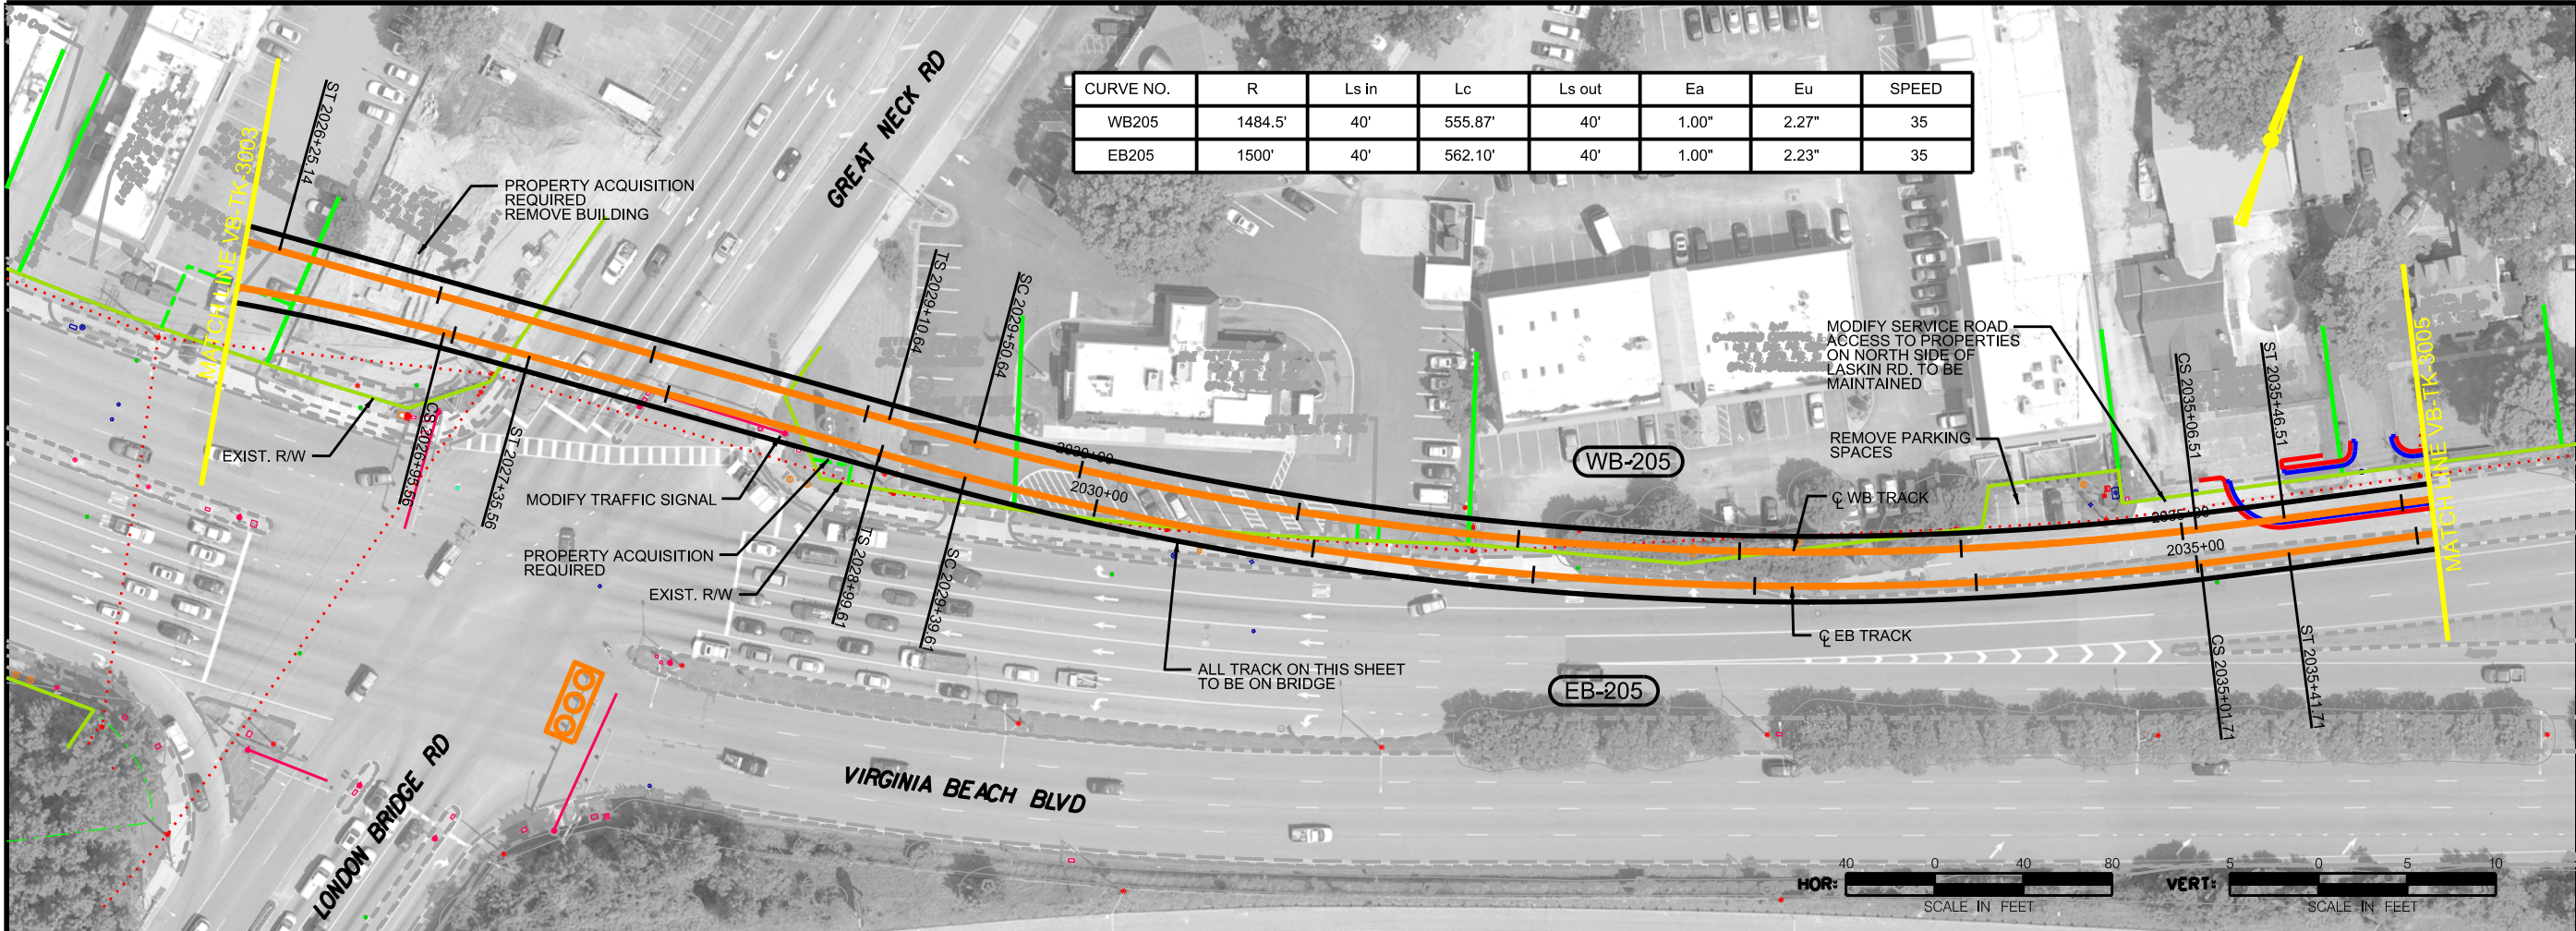 CURVE NO. R Ls in Lc Ls out Ea Eu SPEED
WB205 1484.5' 40' 555.87' 40' 1.00" 2.27" 35
EB205 1500' 40' 562.10' 40' 1.00" 2.23" 35
MATCH LINE VB-TK-3003
ST 2026+25.14
PROPERTY ACQUISITION
REQUIRED
REMOVE BUILDING
GREAT NECK RD
EXIST. R/W
CS 2026+95.56
ST 2027+35.56
TS 2029+10.64
SC 2029+50.64
MODIFY TRAFFIC SIGNAL
PROPERTY ACQUISITION
REQUIRED
EXIST. R/W
TS 2028+99.61
SC 2029+39.61
2030+00
2030+00
ALL TRACK ON THIS SHEET
TO BE ON BRIDGE
WB-205
EB-205
MODIFY SERVICE ROAD
ACCESS TO PROPERTIES
ON NORTH SIDE OF
LASKIN RD. TO BE
MAINTAINED
REMOVE PARKING
SPACES
℄ WB TRACK
℄ EB TRACK
CS 2035+06.51
ST 2035+46.51
2035+00
2035+00
CS 2035+01.71
ST 2035+41.71
MATCH LINE VB-TK-3005
VIRGINIA BEACH BLVD
LONDON BRIDGE RD
HOR: 40 0 40 80
SCALE IN FEET
VERT: 5 0 5 10
SCALE IN FEET